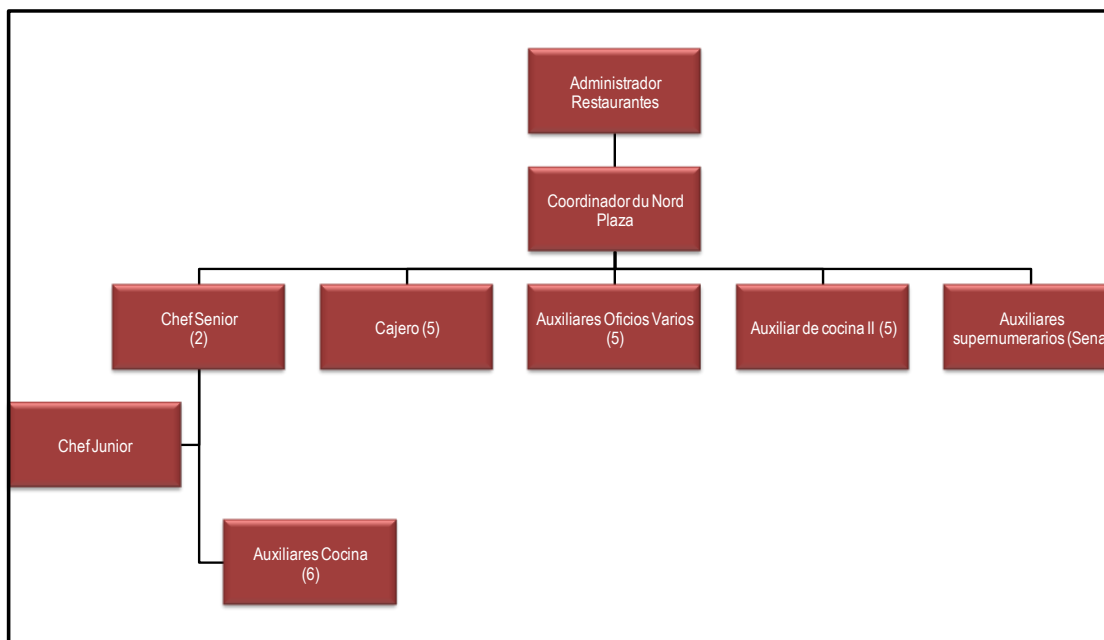 Administrador
Restaurantes
Coordinador du Nord
Plaza
Chef Senior
(2)
Cajero (5)
Auxiliares Oficios Varios
(5)
Auxiliar de cocina II (5)
Auxiliares
supernumerarios (Sena
Chef Junior
Auxiliares Cocina
(6)